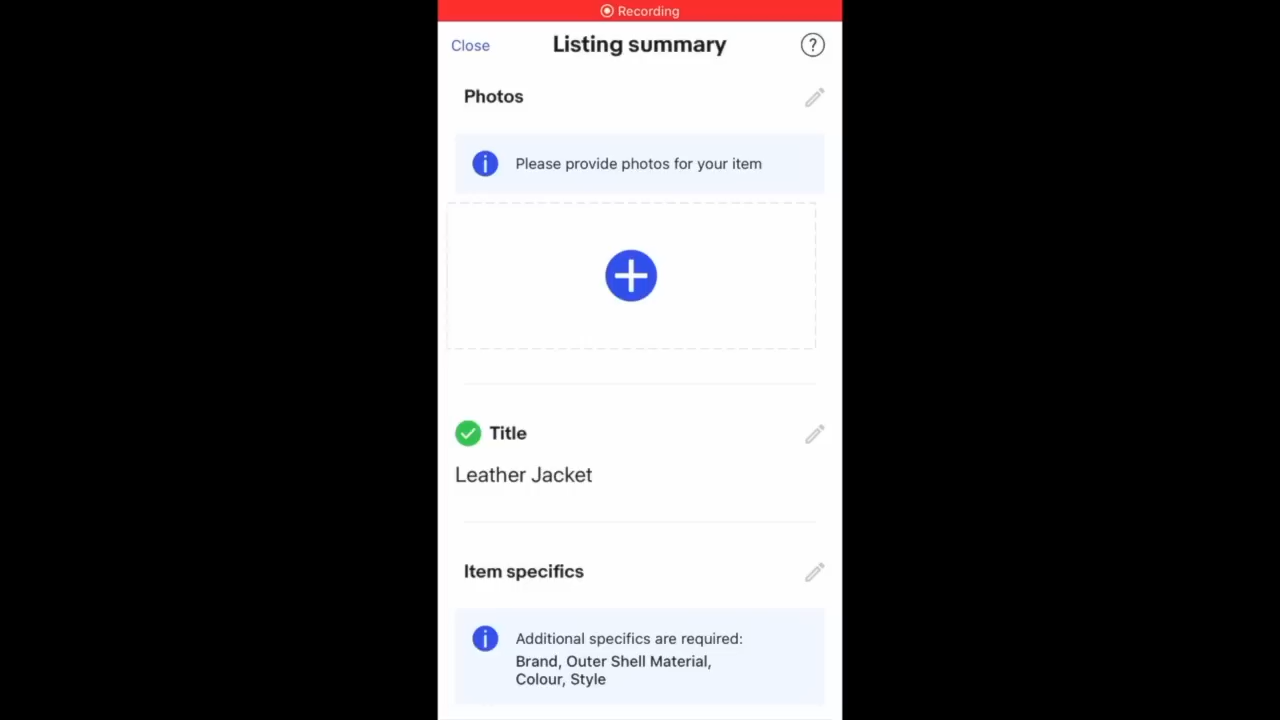 Recording
Close
Listing summary
?
Photos
Please provide photos for your item
Title
Leather Jacket
Item specifics
Additional specifics are required:
Brand, Outer Shell Material,
Colour, Style